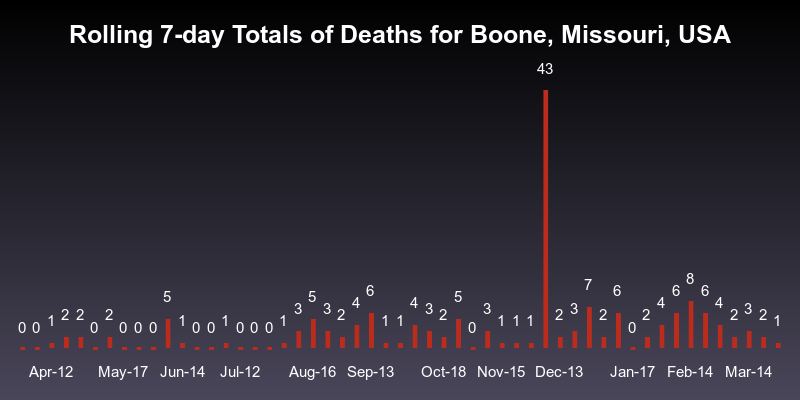 Rolling 7-day Totals of Deaths for Boone, Missouri, USA
43
0 0 1 2 2 0 2 0 0 0 5 1 0 0 1 0 0 0 1 3 5 3 2 4 6 1 1 4 3 2 5 0 3 1 1 1 2 3 7 2 6 0 2 4 6 8 6 4 2 3 2 1
Apr-12 May-17 Jun-14 Jul-12 Aug-16 Sep-13 Oct-18 Nov-15 Dec-13 Jan-17 Feb-14 Mar-14